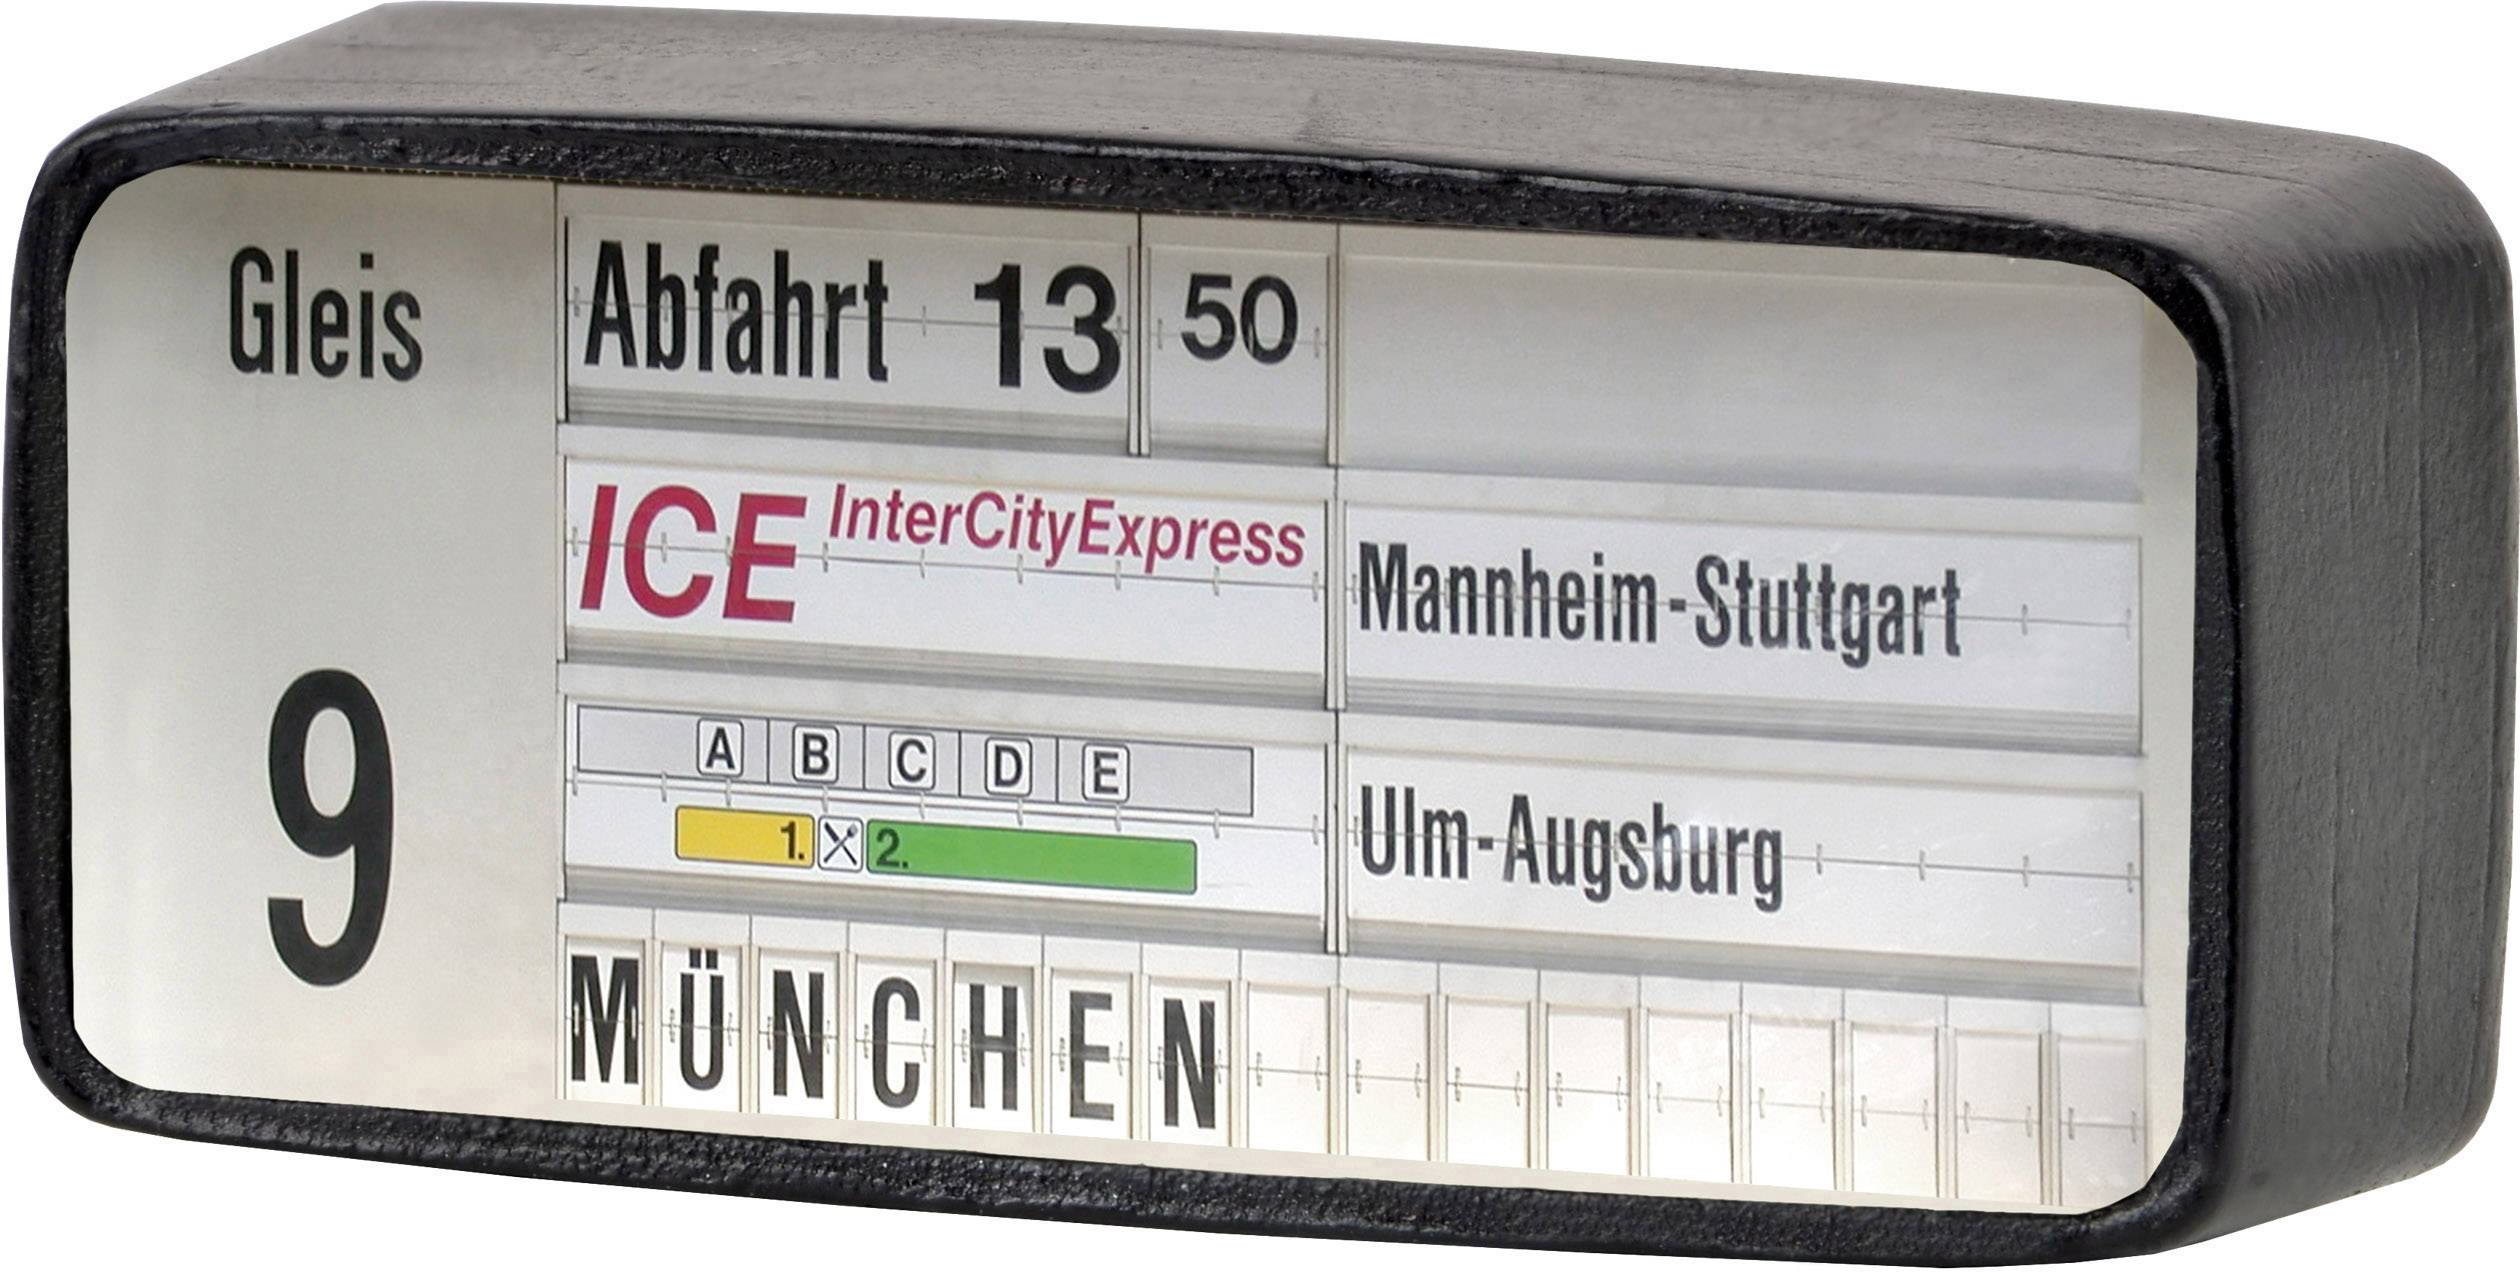 Gleis
9
Abfahrt 13 50
ICE InterCityExpress
Mannheim-Stuttgart
A B C D E
1. 2.
Ulm-Augsburg
MÜNCHEN